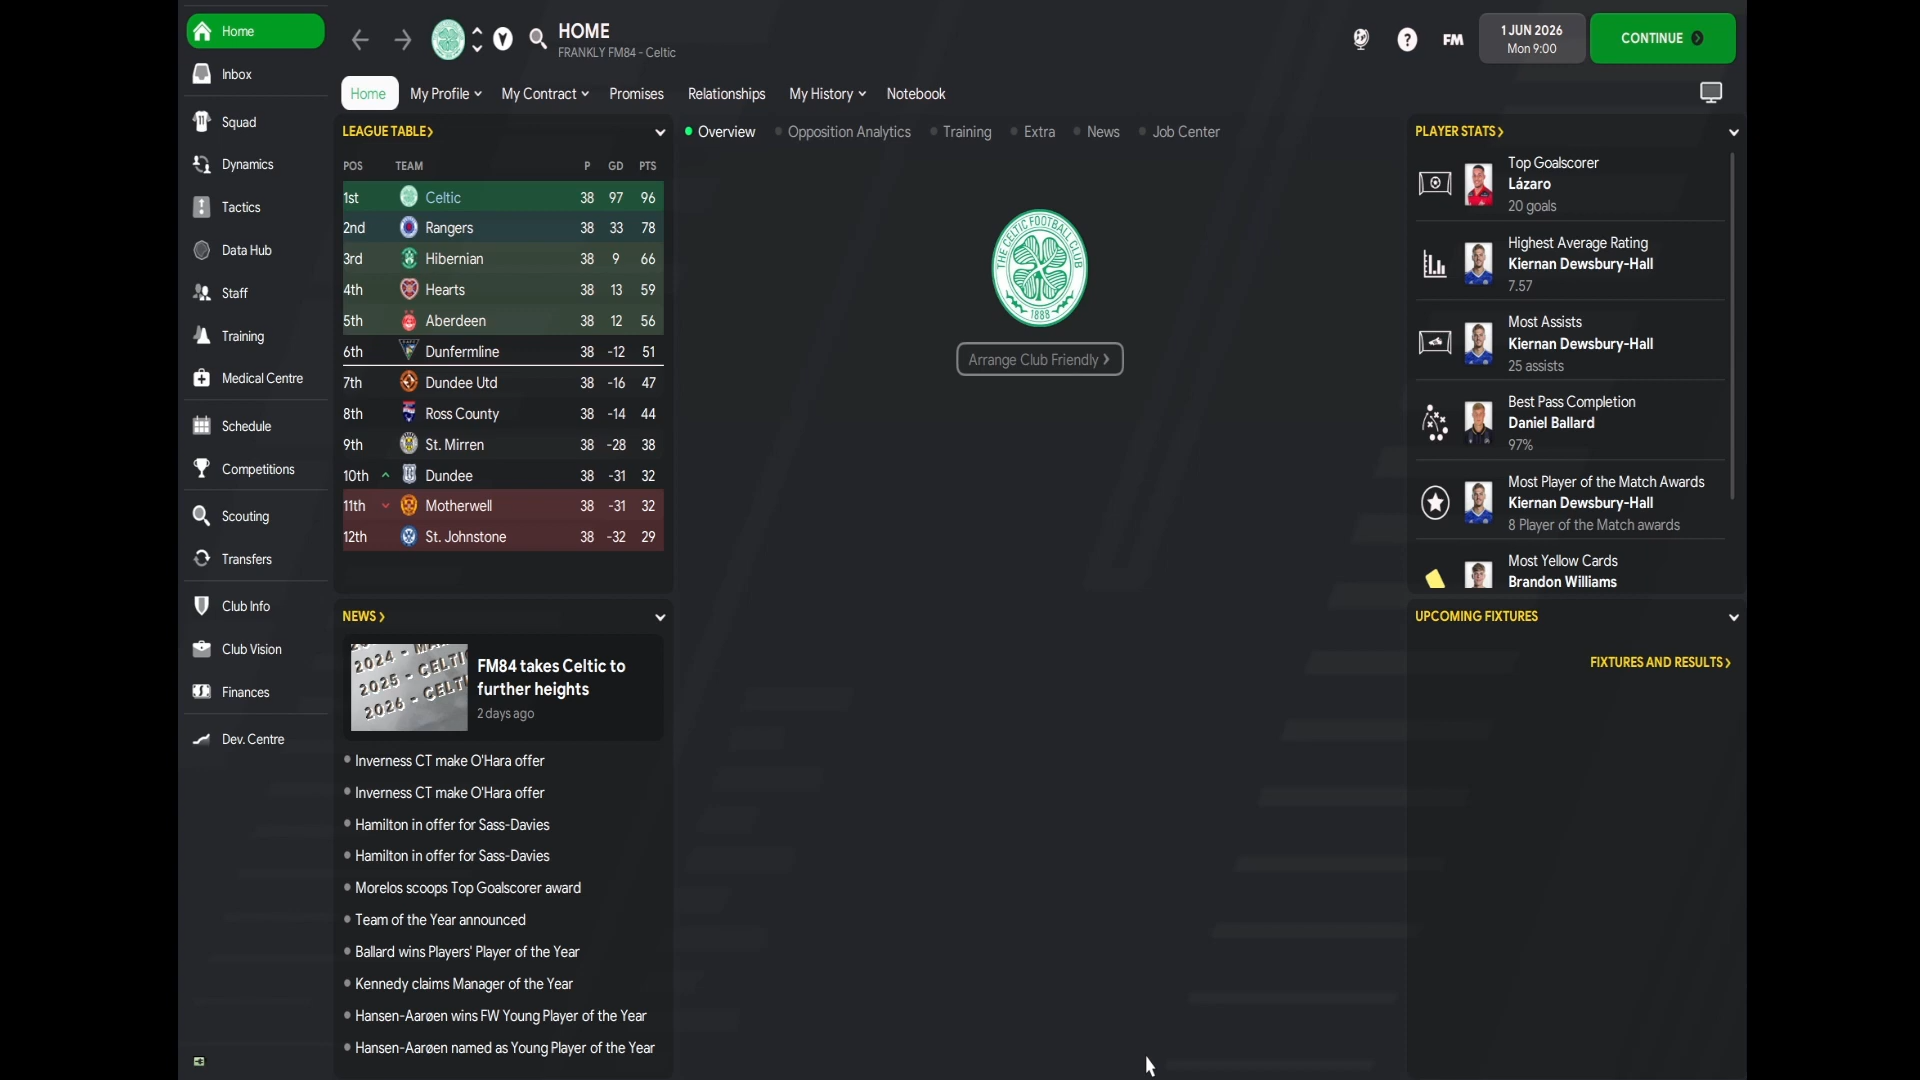 Home
Inbox
Squad
Dynamics
Tactics
Data Hub
Staff
Training
Medical Centre
Schedule
Competitions
Scouting
Transfers
Club Info
Club Vision
Finances
Dev. Centre
HOME
FRANKLY FM84 - Celtic
FM
1 JUN 2026
Mon 9:00
CONTINUE
Home My Profile My Contract Promises Relationships My History Notebook
LEAGUE TABLE
POS TEAM P GD PTS
1st Celtic 38 97 96
2nd Rangers 38 33 78
3rd Hibernian 38 9 66
4th Hearts 38 13 59
5th Aberdeen 38 12 56
6th Dunfermline 38 -12 51
7th Dundee Utd 38 -16 47
8th Ross County 38 -14 44
9th St. Mirren 38 -28 38
10th Dundee 38 -31 32
11th Motherwell 38 -31 32
12th St. Johnstone 38 -32 29
NEWS
2024 -
2025 - CELTI
2026 - CELT
FM84 takes Celtic to
further heights
2 days ago
Inverness CT make O'Hara offer
Inverness CT make O'Hara offer
Hamilton in offer for Sass-Davies
Hamilton in offer for Sass-Davies
Morelos scoops Top Goalscorer award
Team of the Year announced
Ballard wins Players' Player of the Year
Kennedy claims Manager of the Year
Hansen-Aarøen wins FW Young Player of the Year
Hansen-Aarøen named as Young Player of the Year
Overview Opposition Analytics Training Extra News Job Center
THE CELTIC FOOTBALL CLUB
1888
Arrange Club Friendly
PLAYER STATS
Top Goalscorer
Lázaro
20 goals
Highest Average Rating
Kiernan Dewsbury-Hall
7.57
Most Assists
Kiernan Dewsbury-Hall
25 assists
Best Pass Completion
Daniel Ballard
97%
Most Player of the Match Awards
Kiernan Dewsbury-Hall
8 Player of the Match awards
Most Yellow Cards
Brandon Williams
UPCOMING FIXTURES
FIXTURES AND RESULTS